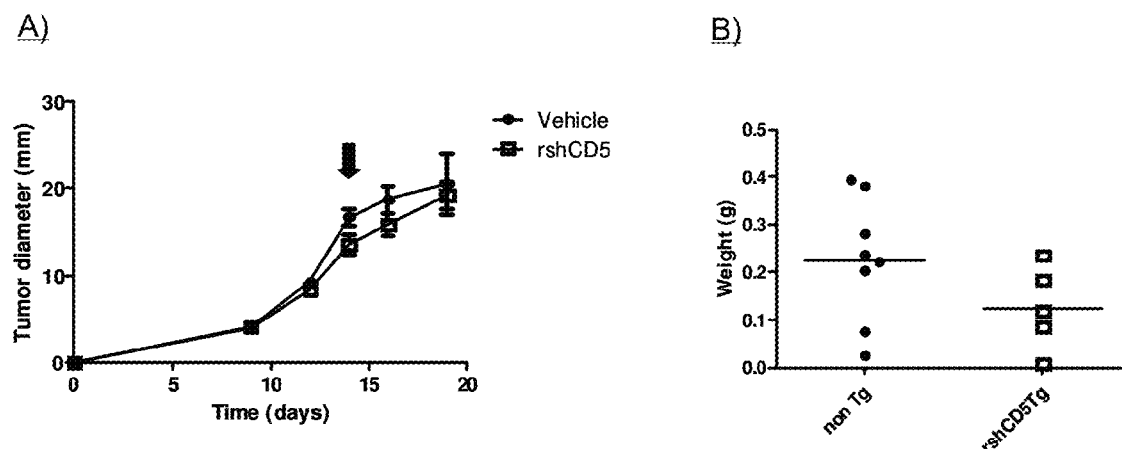 A)
B)
Tumor diameter (mm)
30
20
10
0
0 5 10 15 20
Time (days)
Vehicle
rshCD5
Weight (g)
0.5
0.4
0.3
0.2
0.1
0.0
non Tg
rshCD5Tg